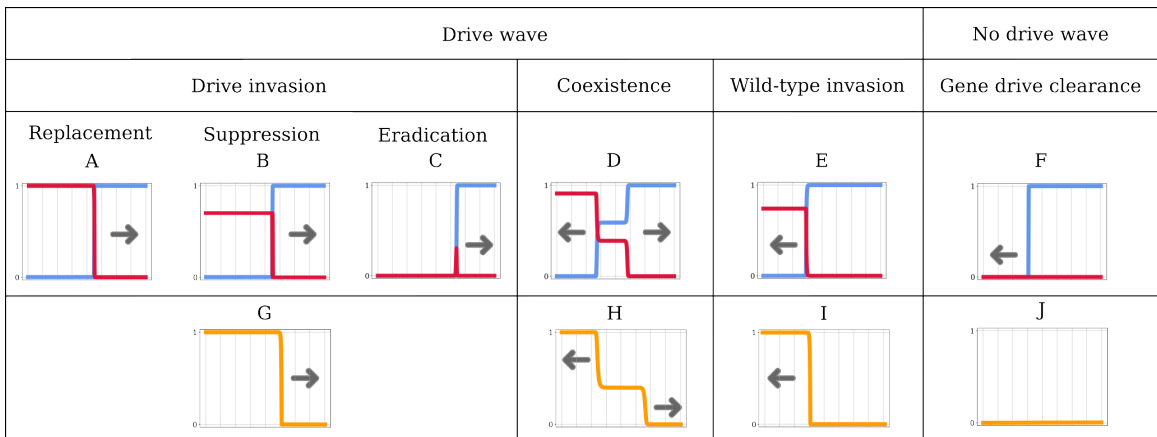 Drive wave No drive wave
Drive invasion Coexistence Wild-type invasion Gene drive clearance
Replacement Suppression Eradication
A B C D E F
1 1 1 1 1 1
0 0 0 0 0 0
G H I J
1 1 1 1
0 0 0 0